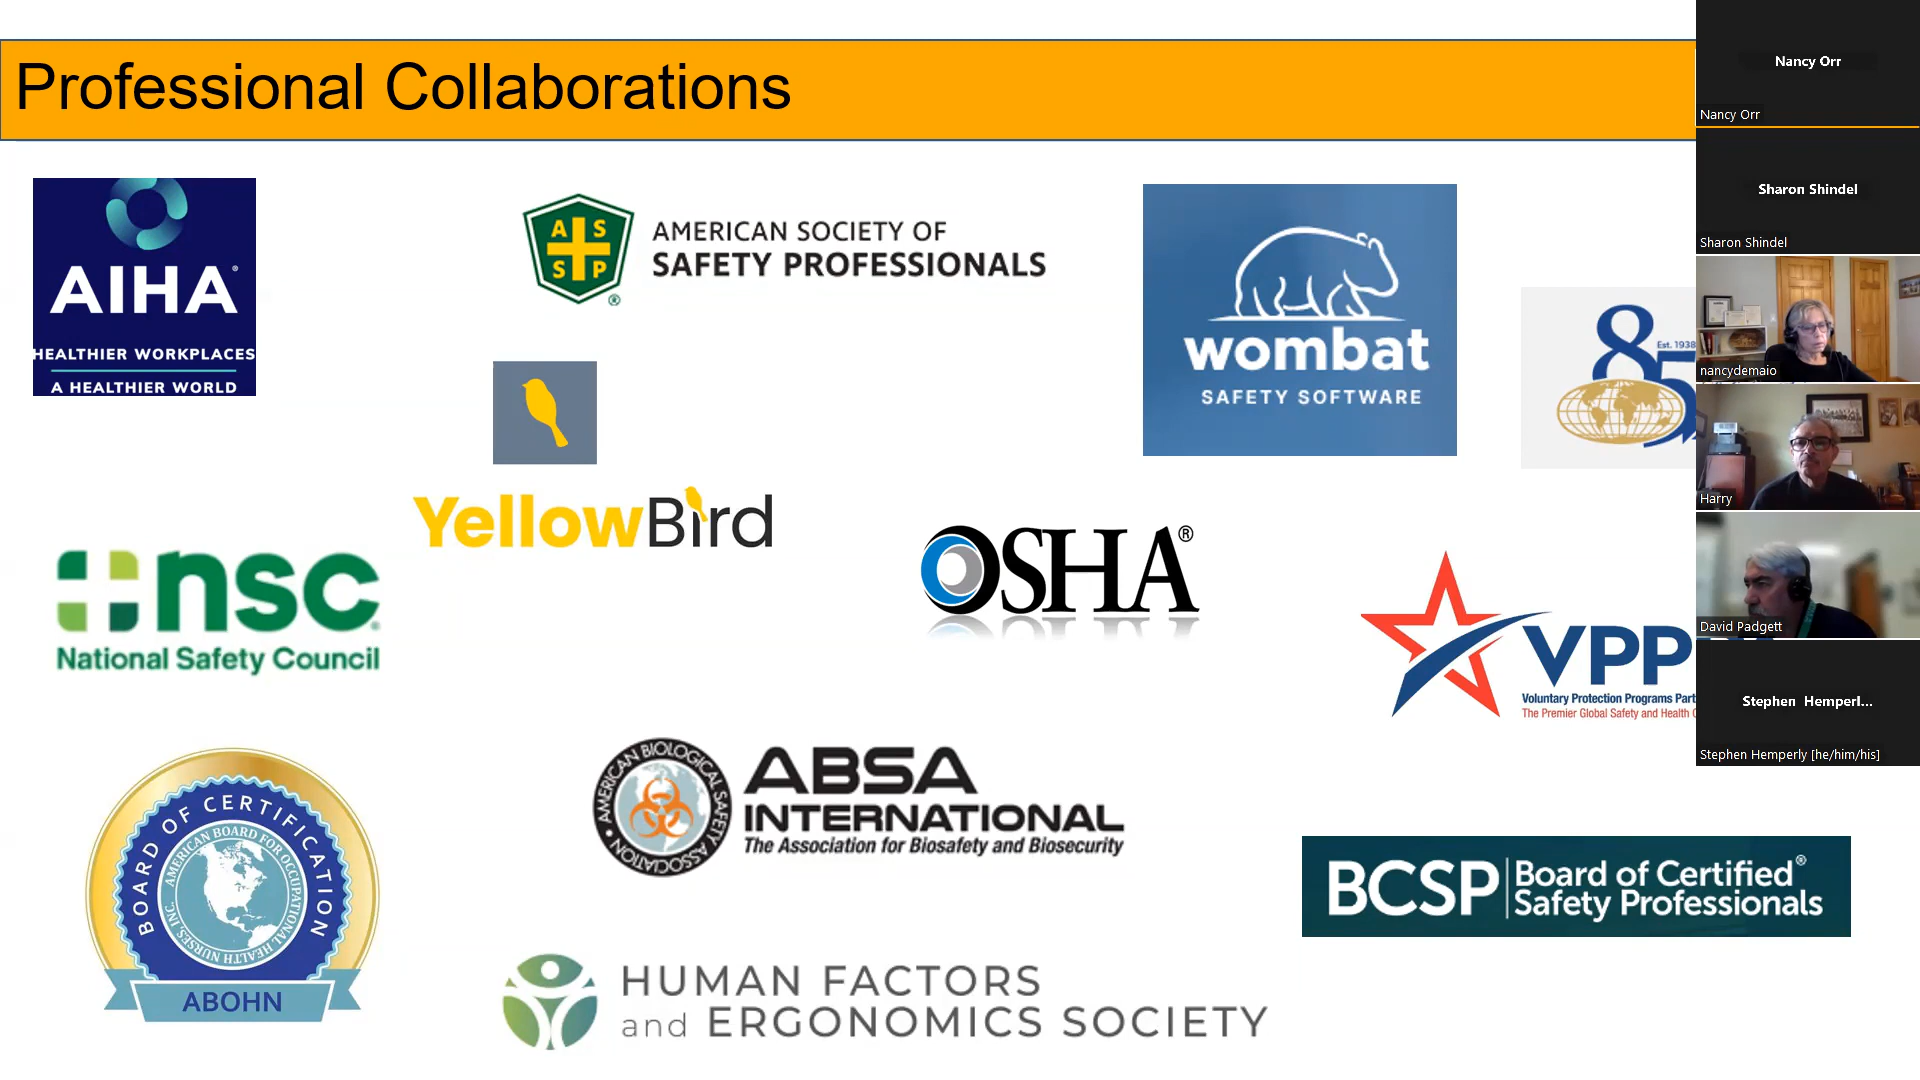 Professional Collaborations
AIHA®
HEALTHIER WORKPLACES
A HEALTHIER WORLD
A S
S P
®
AMERICAN SOCIETY OF
SAFETY PROFESSIONALS
wombat
SAFETY SOFTWARE
85
Est. 1938
YellowBird
nsc
National Safety Council
OSHA®
VPP
Voluntary Protection Programs Part
The Premier Global Safety and Health
BOARD OF CERTIFICATION
AMERICAN BOARD FOR OCCUPATIONAL HEALTH NURSES, INC.
ABOHN
AMERICAN BIOLOGICAL SAFETY ASSOCIATION
ABSA
INTERNATIONAL
The Association for Biosafety and Biosecurity
BCSP Board of Certified®
Safety Professionals
HUMAN FACTORS
and ERGONOMICS SOCIETY
Nancy Orr
Nancy Orr
Sharon Shindel
Sharon Shindel
nancydemaio
Harry
David Padgett
Stephen Hemperl...
Stephen Hemperly [he/him/his]